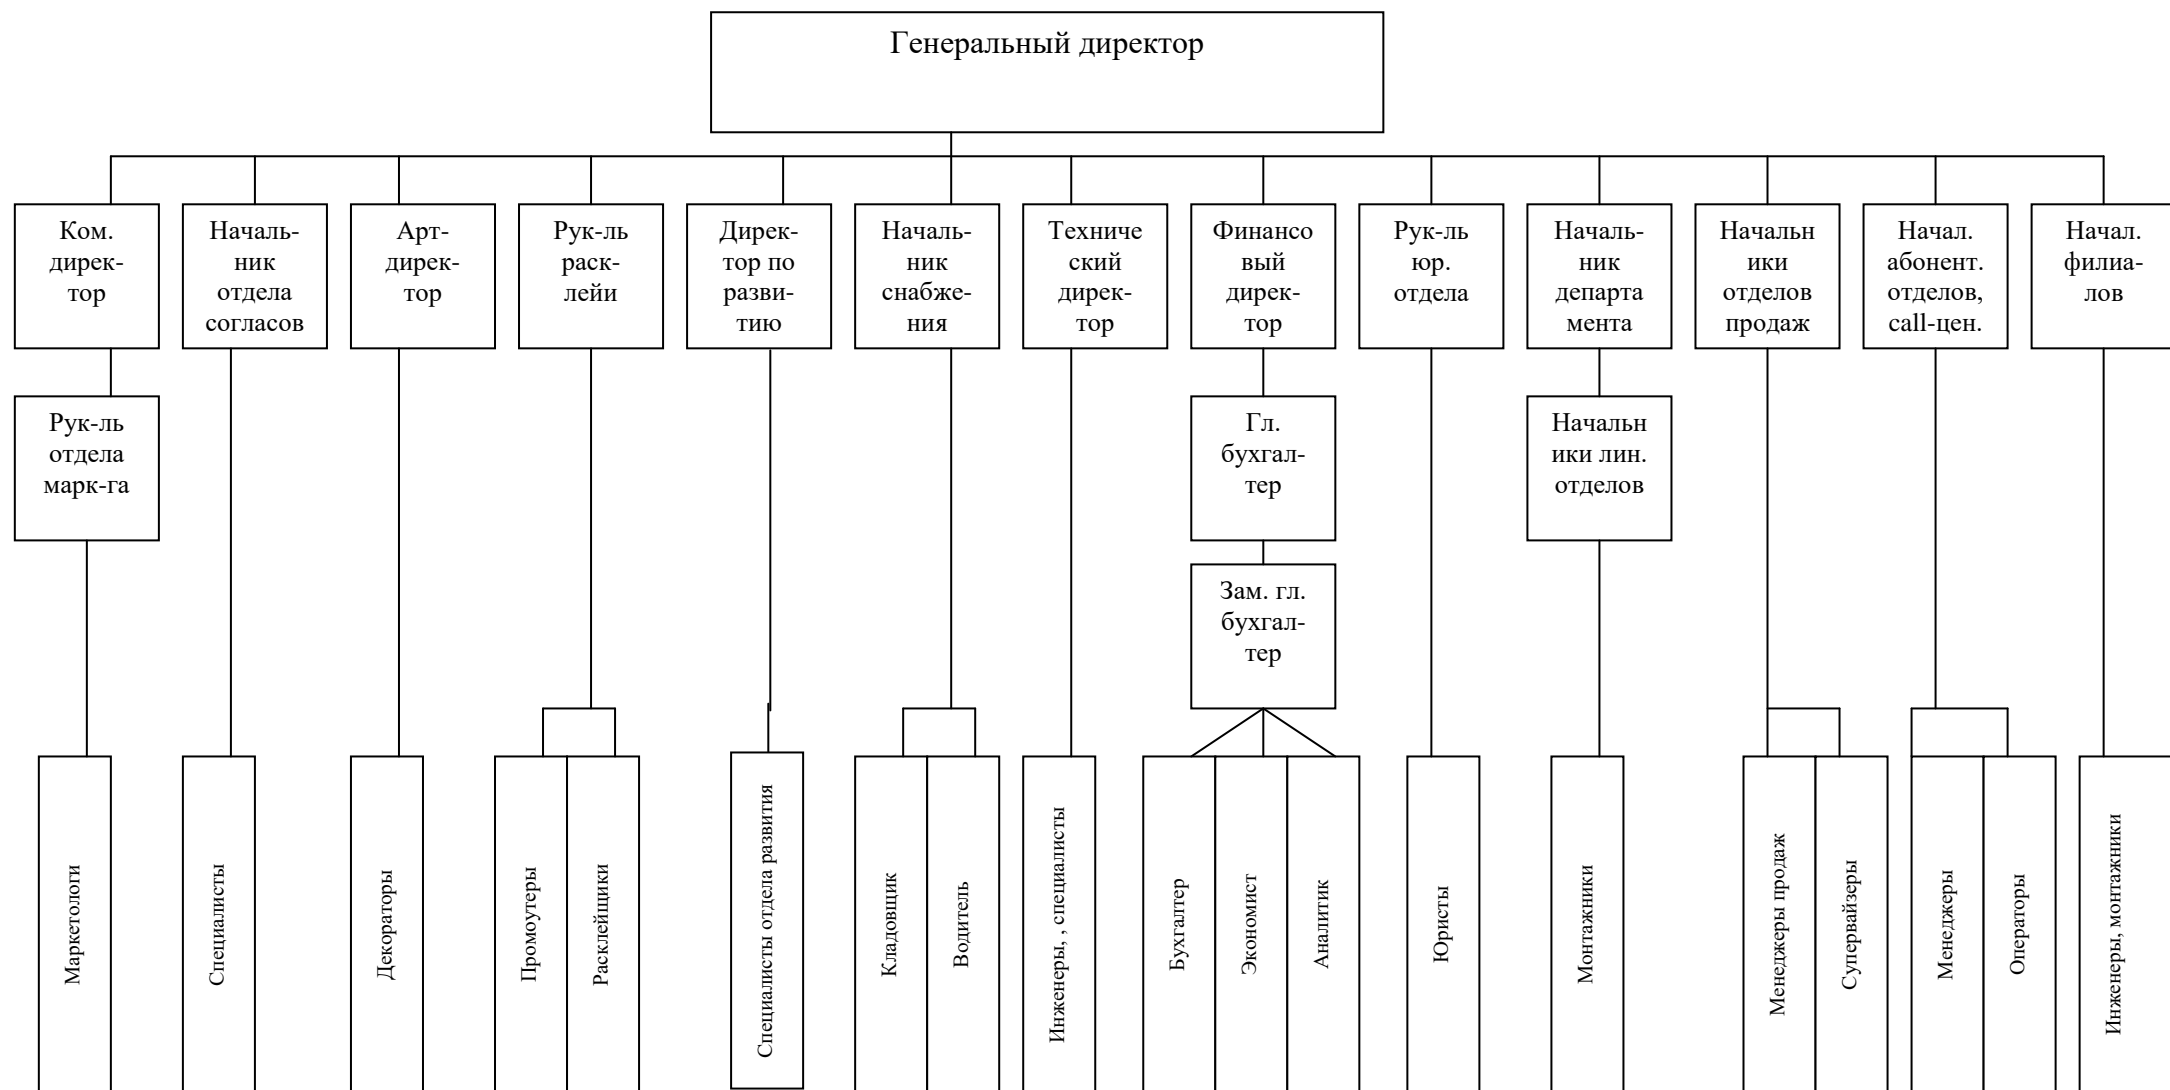 Генеральный директор
Ком.
дирек-
тор
Началь-
ник
отдела
согласов
Арт-
дирек-
тор
Рук-ль
раск-
лейи
Дирек-
тор по
разви-
тию
Началь-
ник
снабже-
ния
Техниче
ский
дирек-
тор
Финансо
вый
дирек-
тор
Рук-ль
юр.
отдела
Началь-
ник
департа
мента
Начальн
ики
отделов
продаж
Начал.
абонент.
отделов,
call-цен.
Начал.
филиа-
лов
Рук-ль
отдела
марк-га
Гл.
бухгал-
тер
Начальн
ики лин.
отделов
Зам. гл.
бухгал-
тер
Маркетологи
Специалисты
Декораторы
Промоутеры
Расклейщики
Специалисты отдела развития
Кладовщик
Водитель
Инженеры, , специалисты
Бухгалтер
Экономист
Аналитик
Юристы
Монтажники
Менеджеры продаж
Супервайзеры
Менеджеры
Операторы
Инженеры, монтажники